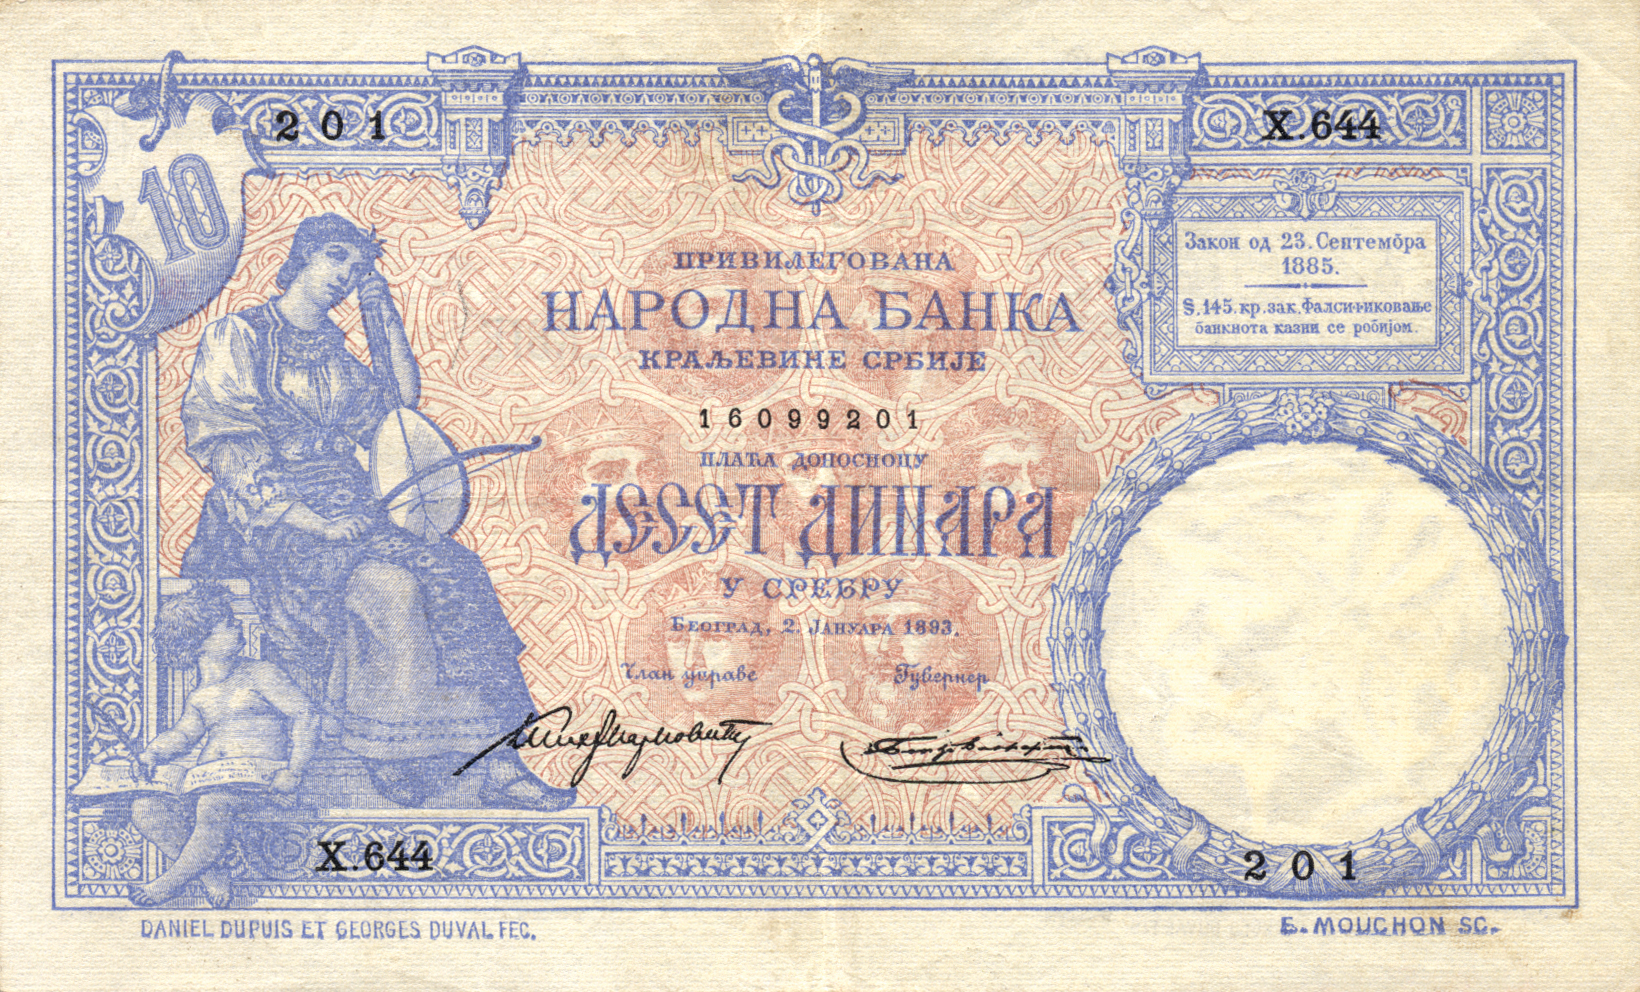 10
201
X.644
Закон од 23. Септембра
1885.
§.145. кр. зак. Фалсификовање
банкнота казни се робијом.
ПРИВИЛЕГОВАНА
НАРОДНА БАНКА
КРАЉЕВИНЕ СРБИЈЕ
16099201
ПЛАЋА ДОНОСИОЦУ
ДЕСЕТ ДИНАРА
У СРЕБРУ
БЕОГРАД, 2. ЈАНУАРА 1893.
Члан управе
Гувернер
X.644
201
DANIEL DUPUIS ET GEORGES DUVAL FEC.
E. MOUCHON SC.